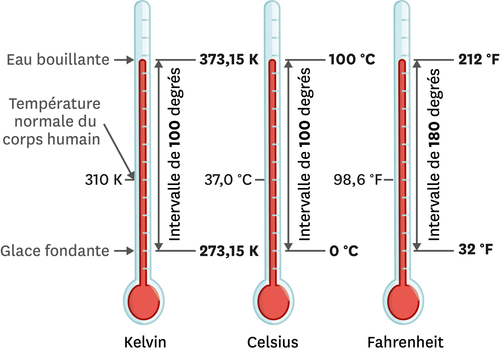 Eau bouillante
373,15 K
100 °C
212 °F
Intervalle de 100 degrés
Intervalle de 100 degrés
Intervalle de 180 degrés
Température
normale du
corps humain
310 K
37,0 °C
98,6 °F
Glace fondante
273,15 K
0 °C
32 °F
Kelvin
Celsius
Fahrenheit